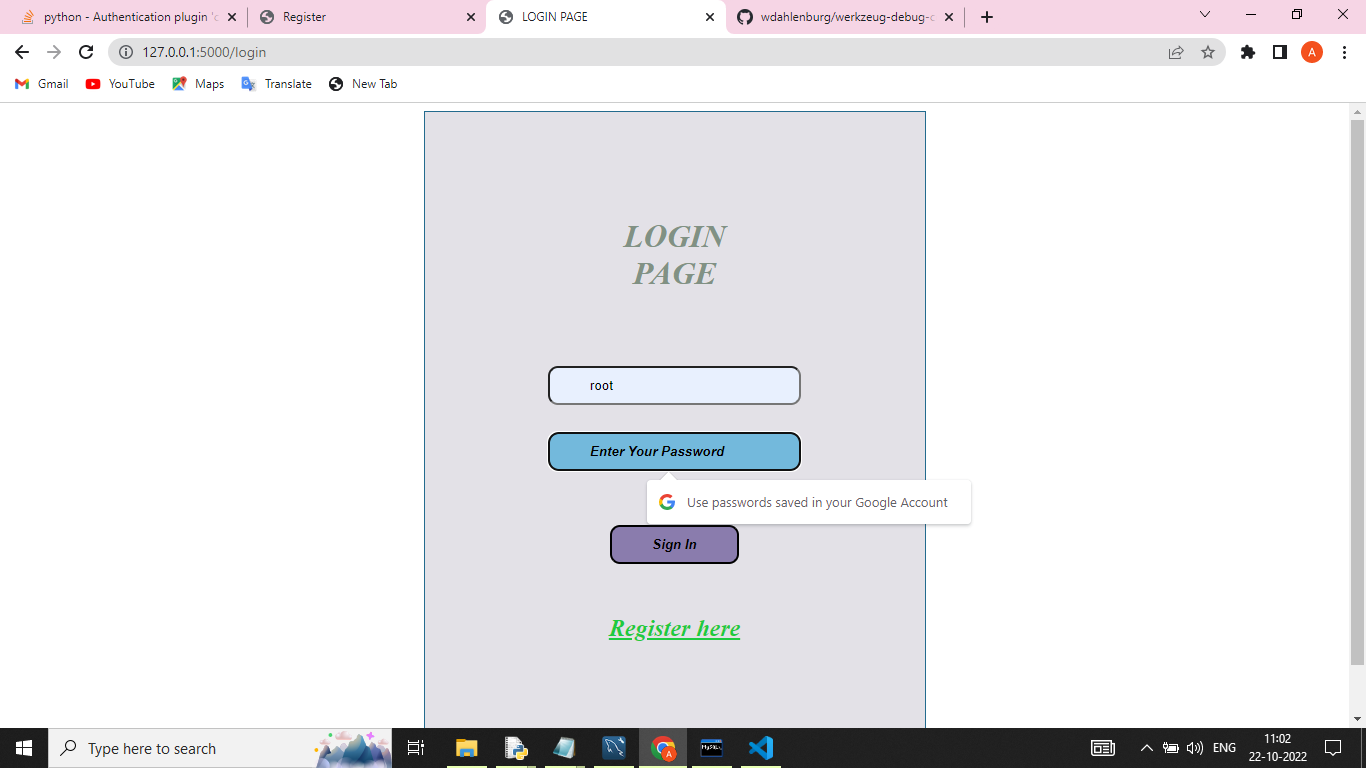 python - Authentication plugin 'c
Register
LOGIN PAGE
wdahlenburg/werkzeug-debug-c
127.0.0.1:5000/login
A
Gmail
YouTube
Maps
Translate
New Tab
LOGIN
PAGE
root
Enter Your Password
Use passwords saved in your Google Account
Sign In
Register here
Type here to search
A
MySQL
ENG
11:02
22-10-2022